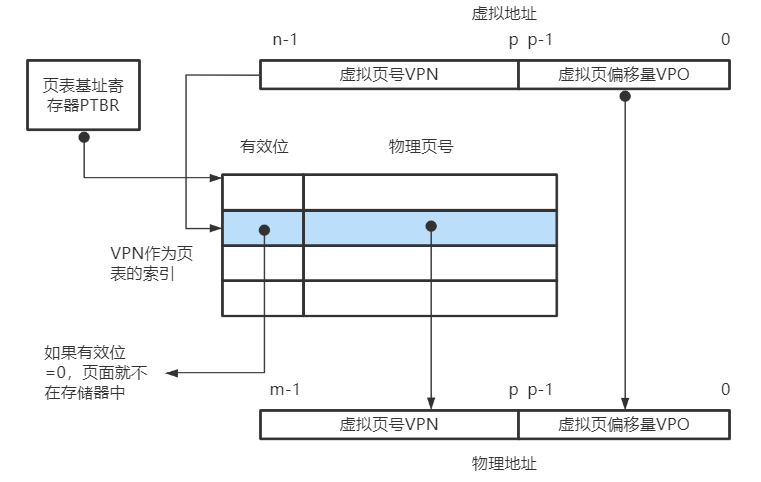 虚拟地址
n-1
p p-1
0
虚拟页号VPN
虚拟页偏移量VPO
页表基址寄
存器PTBR
有效位
物理页号
VPN作为页
表的索引
如果有效位
=0，页面就不
在存储器中
m-1
p p-1
0
虚拟页号VPN
虚拟页偏移量VPO
物理地址